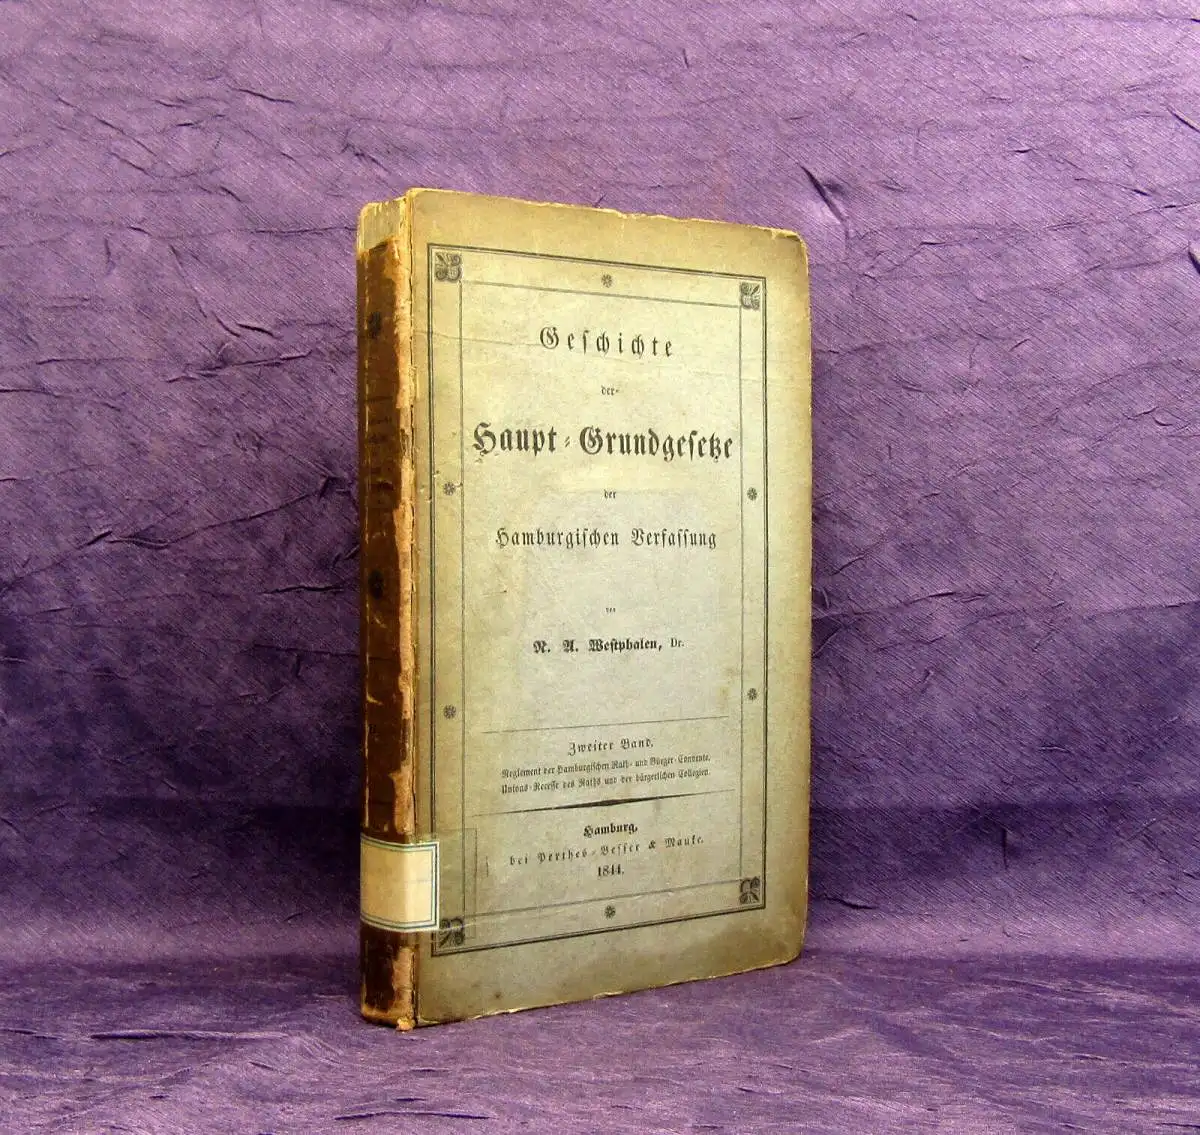 Geschichte
der
Haupt-Grundgesetze
der
Hamburgischen Verfassung
von
N. A. Westphalen, Dr.
Zweiter Band.
Reglement der Hamburgischen Rath- und Bürger-Convente.
Unions-Recesse des Raths und der bürgerlichen Collegien.
Hamburg,
bei Perthes-Besser & Mauke.
1844.